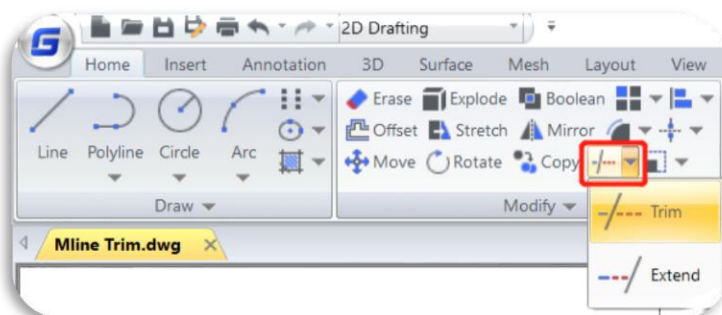 G
2D Drafting
Home Insert Annotation 3D Surface Mesh Layout View
Erase Explode Boolean
Offset Stretch Mirror
Line Polyline Circle Arc Move Rotate Copy
Draw Modify
Trim
Mline Trim.dwg
Extend